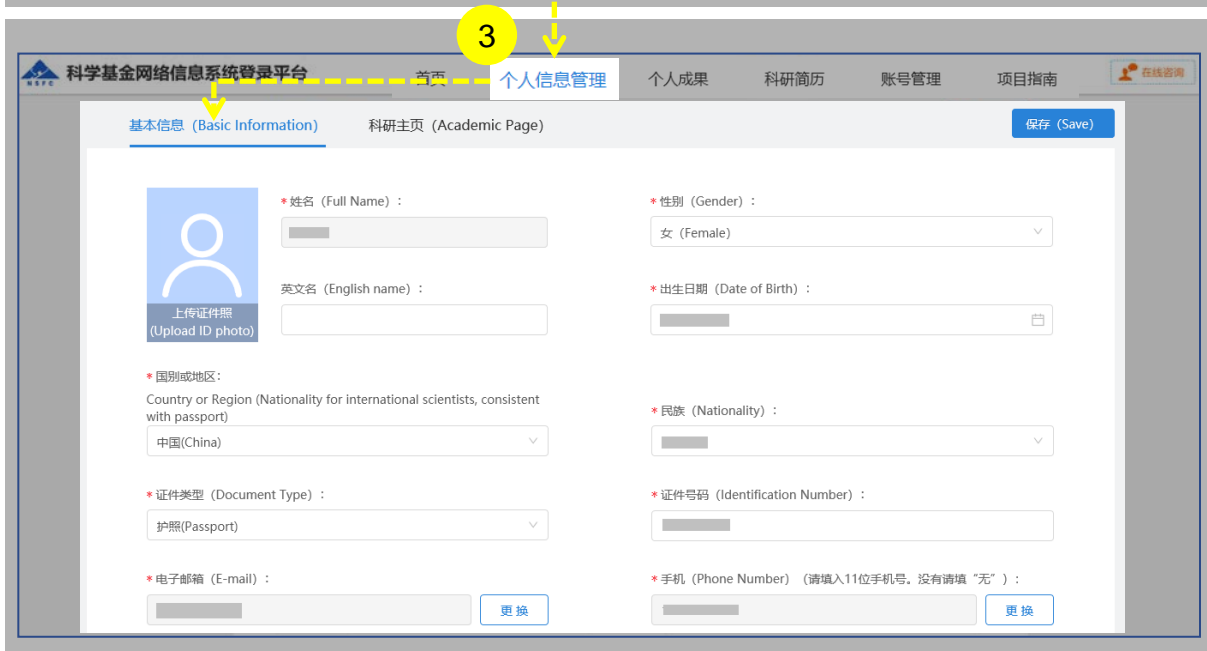 3
NSFC
科学基金网络信息系统登录平台 首页 个人信息管理 个人成果 科研简历 账号管理 项目指南 在线咨询
基本信息（Basic Information） 科研主页（Academic Page） 保存（Save）
*姓名（Full Name）： *性别（Gender）：
女（Female）
英文名（English name）： *出生日期（Date of Birth）：
上传证件照
(Upload ID photo)
*国别或地区：
Country or Region (Nationality for international scientists, consistent
with passport) *民族（Nationality）：
中国(China)
*证件类型（Document Type）： *证件号码（Identification Number）：
护照(Passport)
*电子邮箱（E-mail）： *手机（Phone Number）（请填入11位手机号。没有请填“无”）：
更换 更换